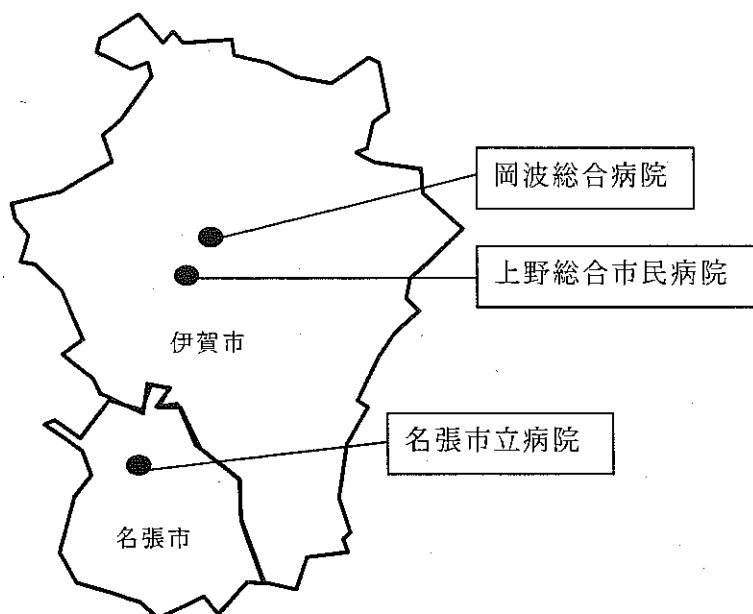 岡波総合病院
上野総合市民病院
伊賀市
名張市立病院
名張市